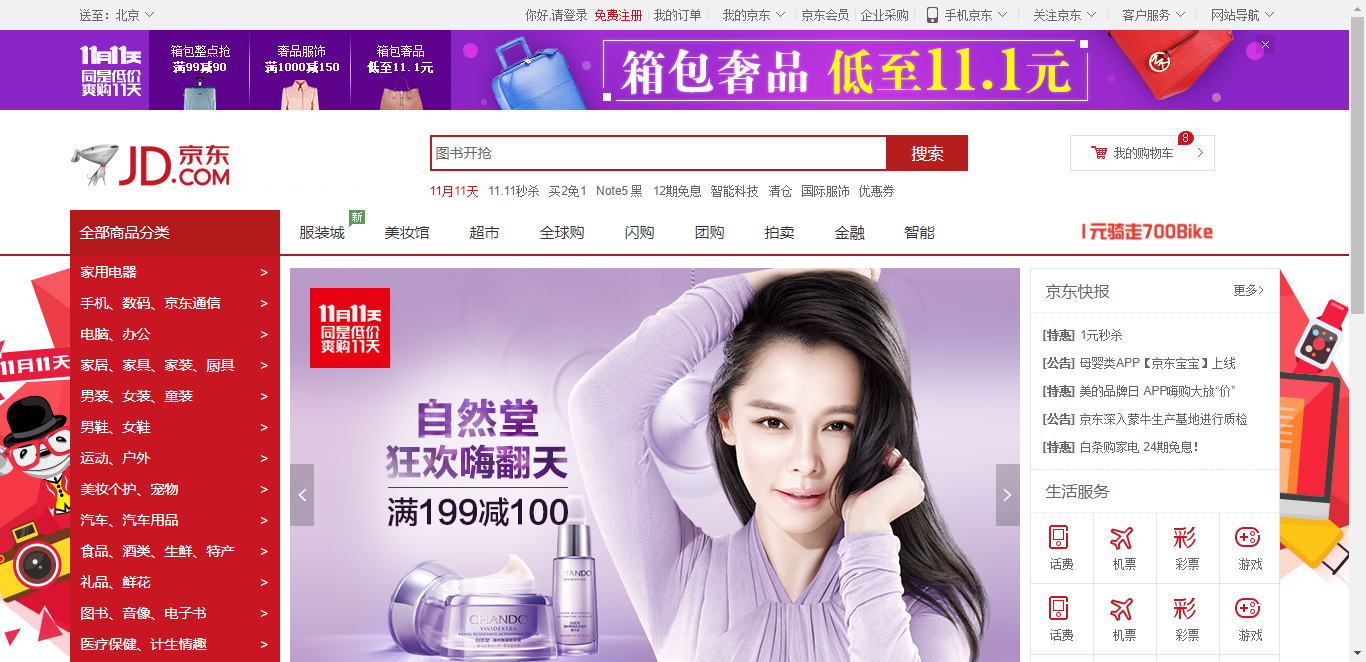 送至：北京
你好,请登录 免费注册 我的订单 我的京东 京东会员 企业采购 手机京东 关注京东 客户服务 网站导航
11月11天
同是低价
爽购11天
箱包整点抢
满99减90
奢品服饰
满1000减150
箱包奢品
低至11.1元
箱包奢品 低至11.1元
京东
JD.COM
图书开抢
搜索
我的购物车
8
11月11天 11.11秒杀 买2免1 Note5 黑 12期免息 智能科技 清仓 国际服饰 优惠券
全部商品分类
服装城 新 美妆馆 超市 全球购 闪购 团购 拍卖 金融 智能
1元骑走700Bike
家用电器 >
手机、数码、京东通信 >
电脑、办公 >
家居、家具、家装、厨具 >
男装、女装、童装 >
男鞋、女鞋 >
运动、户外 >
美妆个护、宠物 >
汽车、汽车用品 >
食品、酒类、生鲜、特产 >
礼品、鲜花 >
图书、音像、电子书 >
医疗保健、计生情趣 >
11月11天
11月11天
同是低价
爽购11天
自然堂
狂欢嗨翻天
满199减100
CHANDO
VIVIDEXTRA
自然堂
京东快报 更多>
[特惠] 1元秒杀
[公告] 母婴类APP【京东宝宝】上线
[特惠] 美的品牌日 APP嗨购大放“价”
[公告] 京东深入蒙牛生产基地进行质检
[特惠] 白条购家电 24期免息！
生活服务
话费 机票 彩票 游戏
话费 机票 彩票 游戏